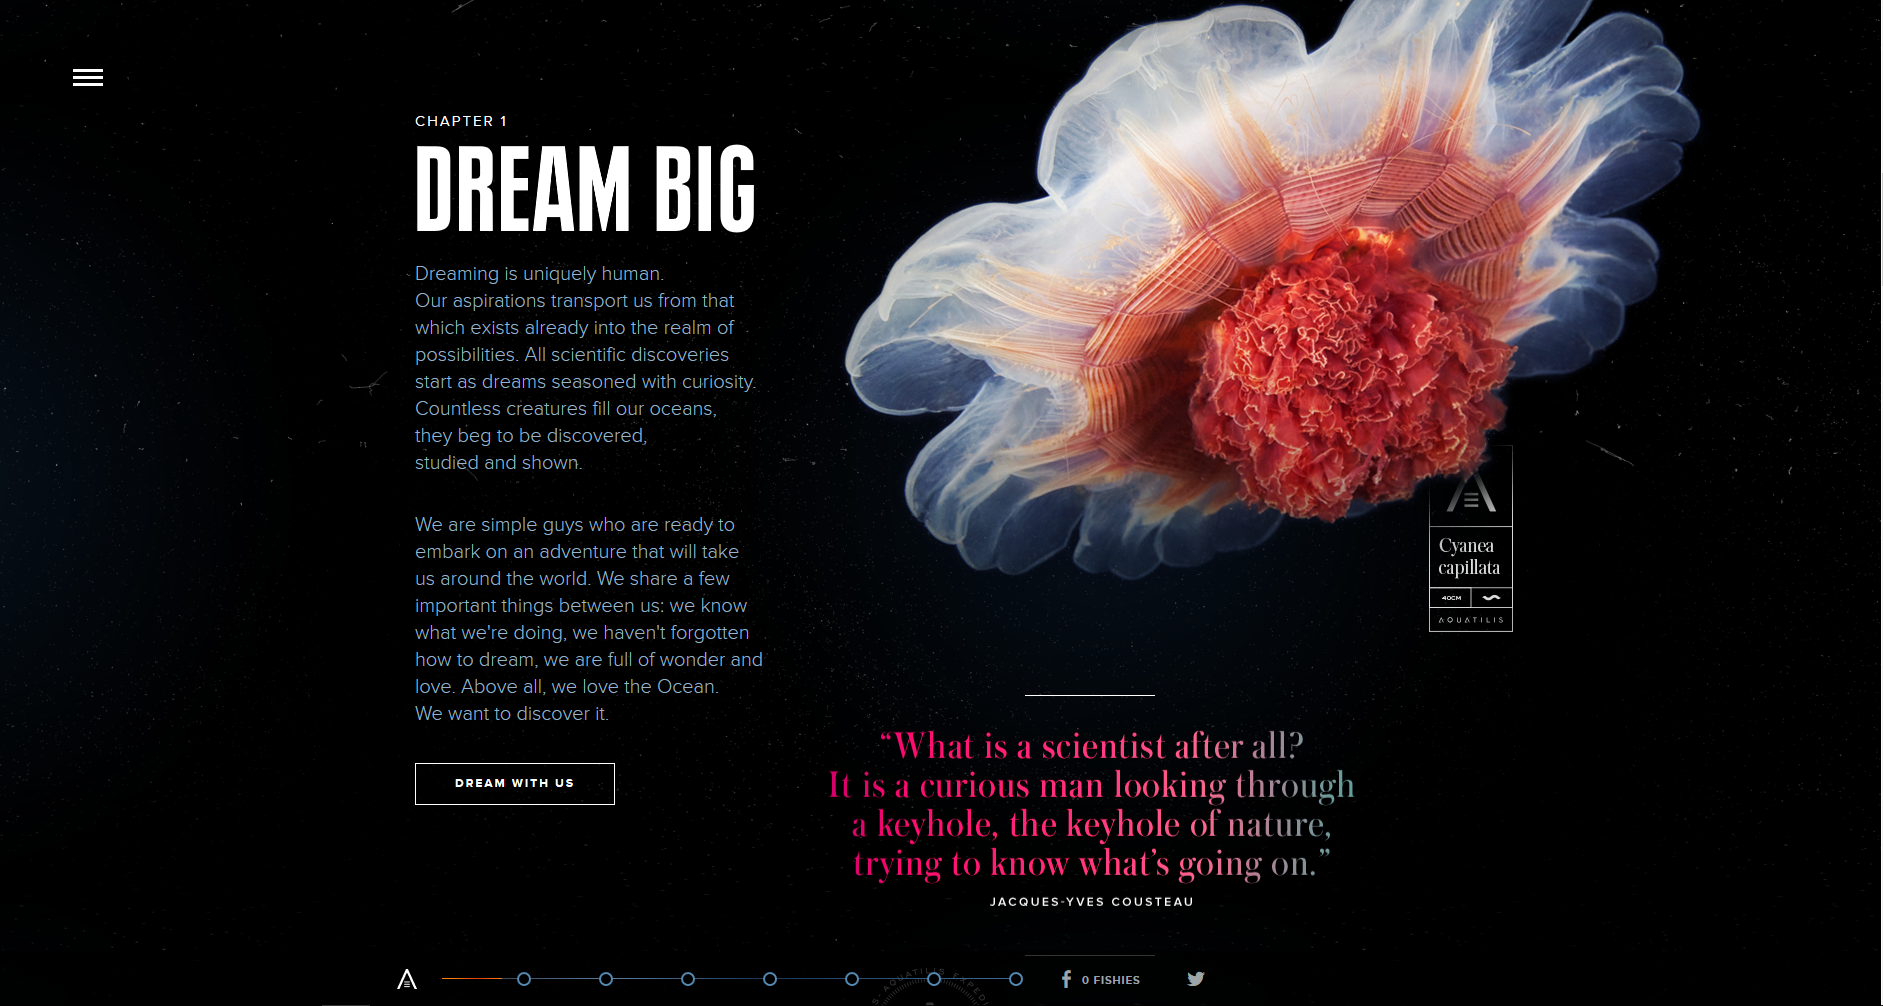 CHAPTER 1
DREAM BIG
Dreaming is uniquely human.
Our aspirations transport us from that
which exists already into the realm of
possibilities. All scientific discoveries
start as dreams seasoned with curiosity.
Countless creatures fill our oceans,
they beg to be discovered,
studied and shown.
We are simple guys who are ready to
embark on an adventure that will take
us around the world. We share a few
important things between us: we know
what we're doing, we haven't forgotten
how to dream, we are full of wonder and
love. Above all, we love the Ocean.
We want to discover it.
DREAM WITH US
Cyanea
capillata
40CM
AQUATILIS
“What is a scientist after all?
It is a curious man looking through
a keyhole, the keyhole of nature,
trying to know what’s going on.”
JACQUES-YVES COUSTEAU
0 FISHIES
AQUATILIS